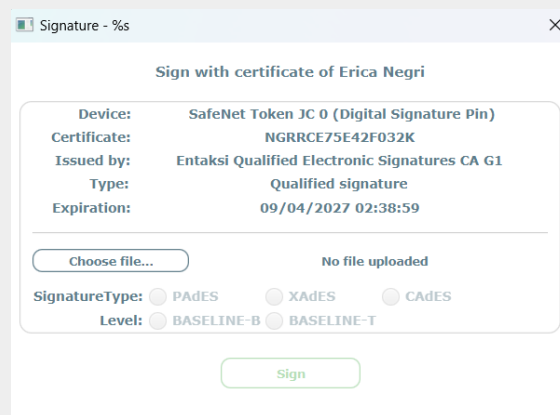 Signature - %s
Sign with certificate of Erica Negri
Device: SafeNet Token JC 0 (Digital Signature Pin)
Certificate: NGRRCE75E42F032K
Issued by: Entaksi Qualified Electronic Signatures CA G1
Type: Qualified signature
Expiration: 09/04/2027 02:38:59
Choose file... No file uploaded
SignatureType: PAdES XAdES CAdES
Level: BASELINE-B BASELINE-T
Sign